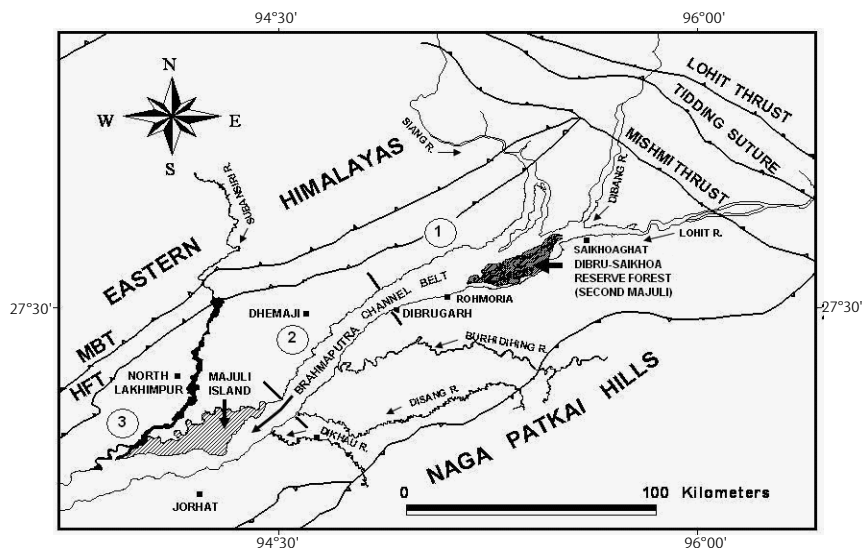 94°30'
96°00'
N
W
E
S
LOHIT THRUST
TIDDING SUTURE
MISHMI THRUST
SIANG R.
DIBANG R.
SUBANSIRI R.
EASTERN HIMALAYAS
1
LOHIT R.
SAIKHOAGHAT
DIBRU-SAIKHOA
RESERVE FOREST
(SECOND MAJULI)
27°30'
27°30'
ROHMORIA
DHEMAJI
DIBRUGARH
BRAHMAPUTRA CHANNEL BELT
2
MBT
HFT
BURHI DIHING R.
NORTH
LAKHIMPUR
MAJULI
ISLAND
DISANG R.
NAGA PATKAI HILLS
3
DIKHAU R.
JORHAT
0
100 Kilometers
94°30'
96°00'